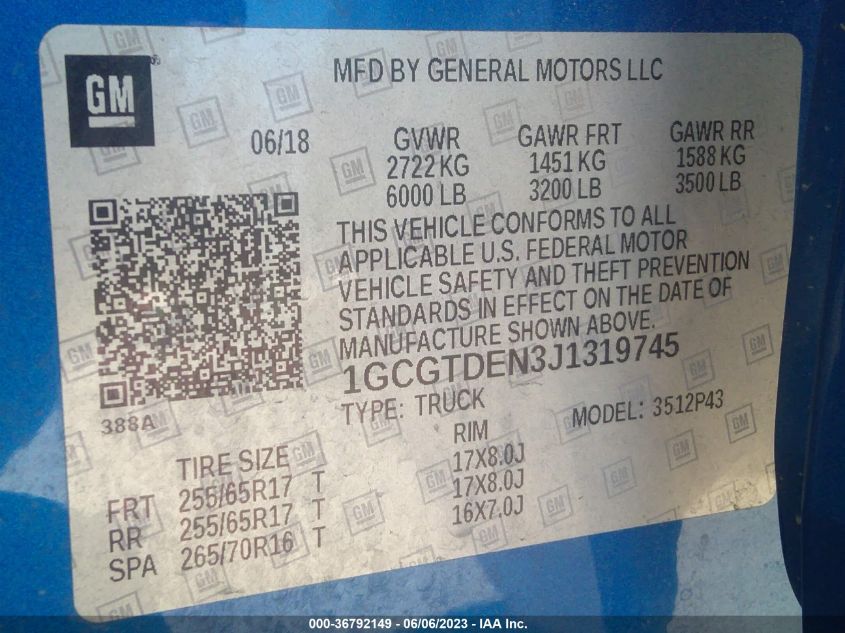 GM
MFD BY GENERAL MOTORS LLC
06/18
GVWR GAWR FRT GAWR RR
2722 KG 1451 KG 1588 KG
6000 LB 3200 LB 3500 LB
THIS VEHICLE CONFORMS TO ALL
APPLICABLE U.S. FEDERAL MOTOR
VEHICLE SAFETY AND THEFT PREVENTION
STANDARDS IN EFFECT ON THE DATE OF
MANUFACTURE SHOWN ABOVE.
1GCGTDEN3J1319745
388A
TYPE: TRUCK MODEL: 3512P43
TIRE SIZE RIM
FRT 255/65R17 T 17X8.0J
RR 255/65R17 T 17X8.0J
SPA 265/70R16 T 16X7.0J
000-36792149 - 06/06/2023 - IAA Inc.